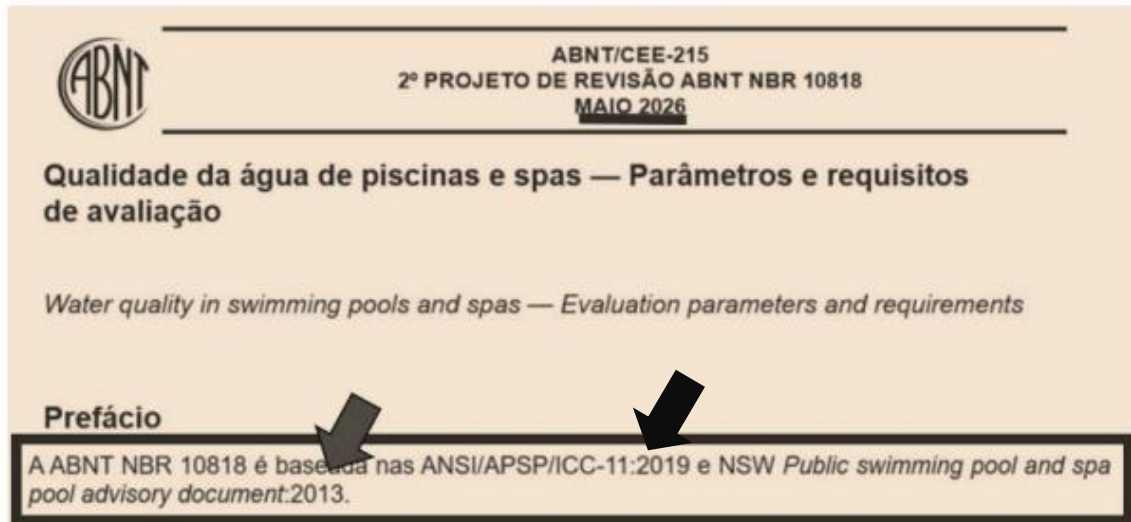 ABNT
ABNT/CEE-215
2º PROJETO DE REVISÃO ABNT NBR 10818
MAIO 2026
Qualidade da água de piscinas e spas — Parâmetros e requisitos
de avaliação
Water quality in swimming pools and spas — Evaluation parameters and requirements
Prefácio
A ABNT NBR 10818 é baseada nas ANSI/APSP/ICC-11:2019 e NSW Public swimming pool and spa
pool advisory document:2013.